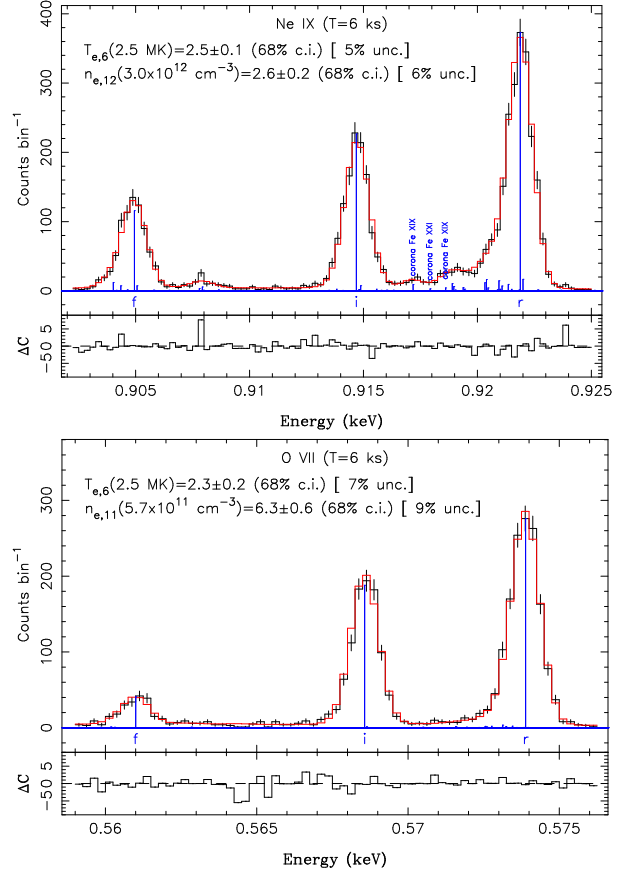 Ne IX (T=6 ks)
T_{e,6}(2.5 MK)=2.5±0.1 (68% c.i.) [ 5% unc.]
n_{e,12}(3.0x10^{12} cm^{-3})=2.6±0.2 (68% c.i.) [ 6% unc.]
Counts bin^{-1}
400
300
200
100
0
corona Fe XIX
corona Fe XXI
corona Fe XIX
f i r
ΔC
5
0
-5
0.905 0.91 0.915 0.92 0.925
Energy (keV)
O VII (T=6 ks)
T_{e,6}(2.5 MK)=2.3±0.2 (68% c.i.) [ 7% unc.]
n_{e,11}(5.7x10^{11} cm^{-3})=6.3±0.6 (68% c.i.) [ 9% unc.]
Counts bin^{-1}
300
200
100
0
f i r
ΔC
5
0
-5
0.56 0.565 0.57 0.575
Energy (keV)